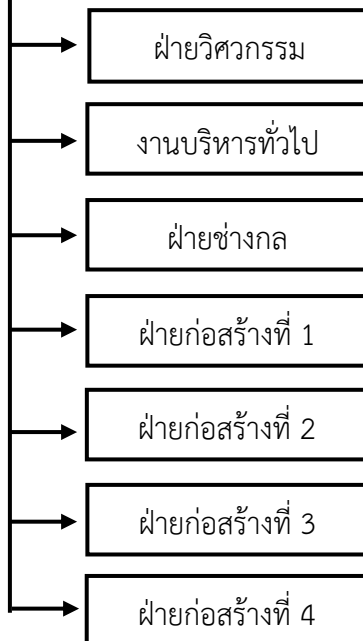 ฝ่ายวิศวกรรม
งานบริหารทั่วไป
ฝ่ายช่างกล
ฝ่ายก่อสร้างที่ 1
ฝ่ายก่อสร้างที่ 2
ฝ่ายก่อสร้างที่ 3
ฝ่ายก่อสร้างที่ 4